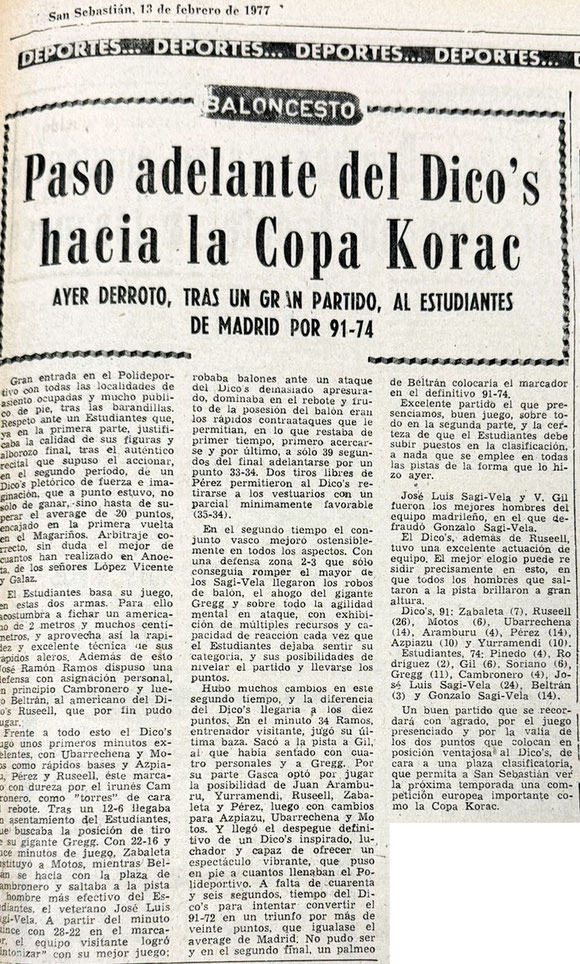 San Sebastián, 13 de febrero de 1977
DEPORTES... DEPORTES... DEPORTES... DEPORTES...
BALONCESTO
Paso adelante del Dico's
hacia la Copa Korac
AYER DERROTO, TRAS UN GRAN PARTIDO, AL ESTUDIANTES
DE MADRID POR 91-74
Gran entrada en el Polidepor-
tivo con todas las localidades de
asiento ocupadas y mucho públi-
co de pie, tras las barandillas.
Respeto ante un Estudiantes que,
ya en la primera parte, justifi-
caba la calidad de sus figuras y
alborozo final, tras el auténtico
recital que supuso el accionar,
en el segundo período, de un
Dico's pletórico de fuerza e ima-
ginación, que a punto estuvo, no
sólo de ganar, sino hasta de su-
perar el average de 20 puntos,
encajado en la primera vuelta
en el Magariños. Arbitraje co-
rrecto, sin duda el mejor de
cuantos han realizado en Anoe-
ta, de los señores López Vicente
y Galaz.
El Estudiantes basa su juego,
en estas dos armas. Para ello
acostumbra a fichar un america-
no de 2 metros y muchos centí-
metros, y aprovecha así la rapi-
dez y excelente técnica de sus
rápidos aleros. Además de esto
José Ramón Ramos dispuso una
defensa con asignación personal,
en principio Cambronero y lue-
go Beltrán, al americano del Di-
co's Rusell, que por fin pudo
jugar.
Frente a todo esto el Dico's
jugo unos primeros minutos ex-
celentes, con Ubarrechena y Mo-
tos como rápidos bases y Azpia-
zu, Pérez y Ruseell, éste marca-
do con dureza por el irunés Cam
bronero, como "torres" de cara
al rebote. Tras un 12-6 llegaba
un asentamiento del Estudiantes,
que buscaba la posición de tiro
de su gigante Gregg. Con 22-16 y
once minutos de juego, Zabaleta
sustituyó a Motos, mientras Bel-
trán se hacía con la plaza de
Cambronero y saltaba a la pista
el hombre más efectivo del Es-
tudiantes, el veterano José Luis
Sagi-Vela. A partir del minuto
quince con 28-22 en el marca-
dor, el equipo visitante logró
"sintonizar" con su mejor juego;
robaba balones ante un ataque
del Dico's demasiado apresura-
do, dominaba en el rebote y fru-
to de la posesión del balón eran
los rápidos contraataques que le
permitían, en lo que restaba de
primer tiempo, primero acercar-
se y por último, a sólo 39 segun-
dos del final adelantarse por un
punto 33-34. Dos tiros libres de
Pérez permitieron al Dico's re-
tirarse a los vestuarios con un
parcial mínimamente favorable
(35-34).
En el segundo tiempo el con-
junto vasco mejoró ostensible-
mente en todos los aspectos. Con
una defensa zona 2-3 que sólo
conseguía romper el mayor de
los Sagi-Vela llegaron los robos
de balón, el ahogo del gigante
Gregg y sobre todo la agilidad
mental en ataque, con exhibi-
ción de múltiples recursos y ca-
pacidad de reacción cada vez que
el Estudiantes dejaba sentir su
categoría, y sus posibilidades de
nivelar el partido y llevarse los
puntos.
Hubo muchos cambios en este
segundo tiempo, y la diferencia
del Dico's llegaría a los diez
puntos. En el minuto 34 Ramos,
entrenador visitante, jugó su úl-
tima baza. Sacó a la pista a Gil,
al que había sentado con cua-
tro personales y a Gregg. Por
su parte Gasca optó por jugar
la posibilidad de Juan Arambu-
ru, Yurramendi, Ruseell, Zaba-
leta y Pérez, luego con cambios
para Azpiazu, Ubarrechena y Mo
tos. Y llegó el despegue definiti-
vo de un Dico's inspirado, lu-
chador y capaz de ofrecer un
espectáculo vibrante, que puso
en pie a cuantos llenaban el Po-
lideportivo. A falta de cuarenta
y seis segundos, tiempo del Di-
co's para intentar convertir el
91-72 en un triunfo por más de
veinte puntos, que igualase el
average de Madrid. No pudo ser
y en el segundo final, un palmeo
de Beltrán colocaría el marcador
en el definitivo 91-74.
Excelente partido el que pre-
senciamos, buen juego, sobre to-
do en la segunda parte, y la cer-
teza de que el Estudiantes debe
subir puestos en la clasificación,
a nada que se emplee en todas
las pistas de la forma que lo hi-
zo ayer.
José Luis Sagi-Vela y V. Gil
fueron los mejores hombres del
equipo madrileño, en el que de-
fraudó Gonzalo Sagi-Vela.
El Dico's, además de Ruseell,
tuvo una excelente actuación de
equipo. El mejor elogio puede re-
sidir precisamente en esto, en
que todos los hombres que sal-
taron a la pista brillaron a gran
altura.
Dico's, 91: Zabaleta (7), Ruseell
(26), Motos (6), Ubarrechena
(14), Aramburu (4), Pérez (14),
Azpiazu (10) y Yurramendi (10).
Estudiantes, 74: Pinedo (4), Ro
dríguez (2), Gil (6), Soriano (6),
Gregg (11), Cambronero (4), Jo-
sé Luis Sagi-Vela (24), Beltrán
(3) y Gonzalo Sagi-Vela (14).
Un buen partido que se recor-
dará con agrado, por el juego
presenciado y por la valía de
los dos puntos que colocan en
posición ventajosa al Dico's, de
cara a una plaza clasificatoria,
que permita a San Sebastián ver
la próxima temporada una com-
petición europea importante co-
mo la Copa Korac.